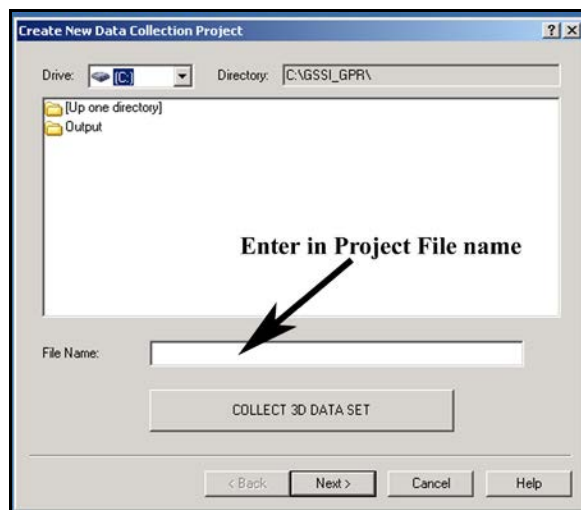 Create New Data Collection Project
Drive: [C:] Directory: C:\GSSI_GPR\
[Up one directory]
Output
Enter in Project File name
File Name:
COLLECT 3D DATA SET
< Back Next > Cancel Help